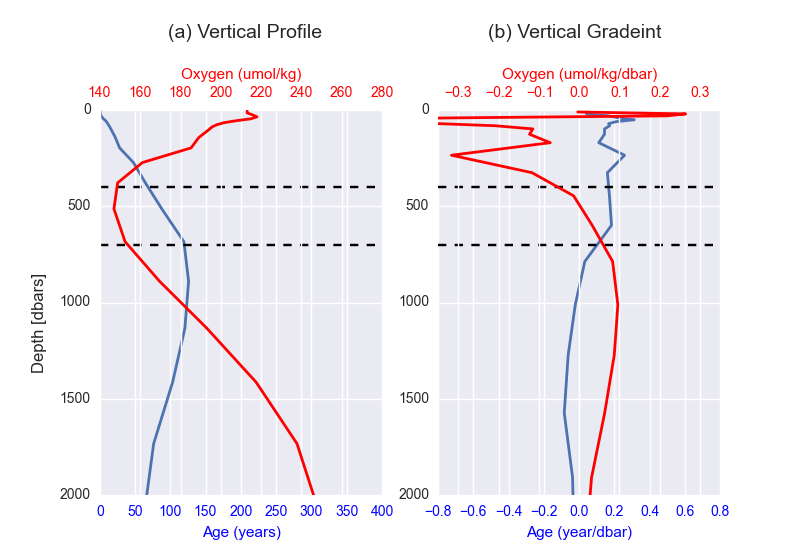 (a) Vertical Profile
(b) Vertical Gradeint
Oxygen (umol/kg)
Oxygen (umol/kg/dbar)
140 160 180 200 220 240 260 280
−0.3 −0.2 −0.1 0.0 0.1 0.2 0.3
0
500
1000
1500
2000
Depth [dbars]
0 50 100 150 200 250 300 350 400
Age (years)
0
500
1000
1500
2000
−0.8 −0.6 −0.4 −0.2 0.0 0.2 0.4 0.6 0.8
Age (year/dbar)